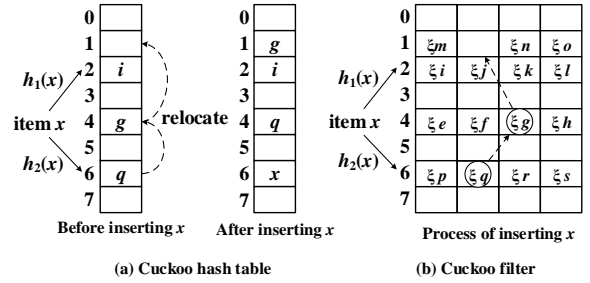 0
1
2
3
4
5
6
7
h1(x)
item x
h2(x)
i
g
q
relocate
Before inserting x
0
1
2
3
4
5
6
7
g
i
q
x
After inserting x
(a) Cuckoo hash table
0
1
2
3
4
5
6
7
h1(x)
item x
h2(x)
ξm ξn ξo
ξi ξj ξk ξl
ξe ξf ξg ξh
ξp ξq ξr ξs
Process of inserting x
(b) Cuckoo filter